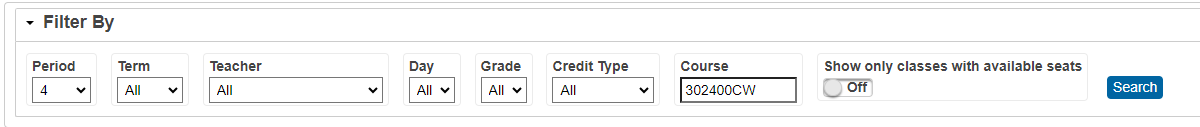 Filter By
Period Term Teacher Day Grade Credit Type Course Show only classes with available seats
4 All All All All All 302400CW Off Search